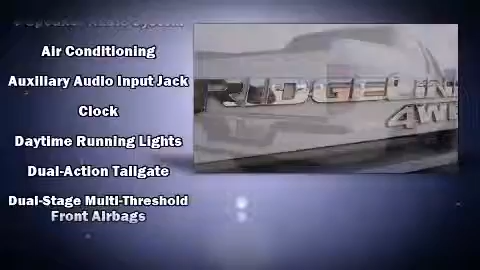 Air Conditioning
Auxiliary Audio Input Jack
Clock
Daytime Running Lights
Dual-Action Tailgate
Dual-Stage Multi-Threshold
Front Airbags
RIDGELIN
4W